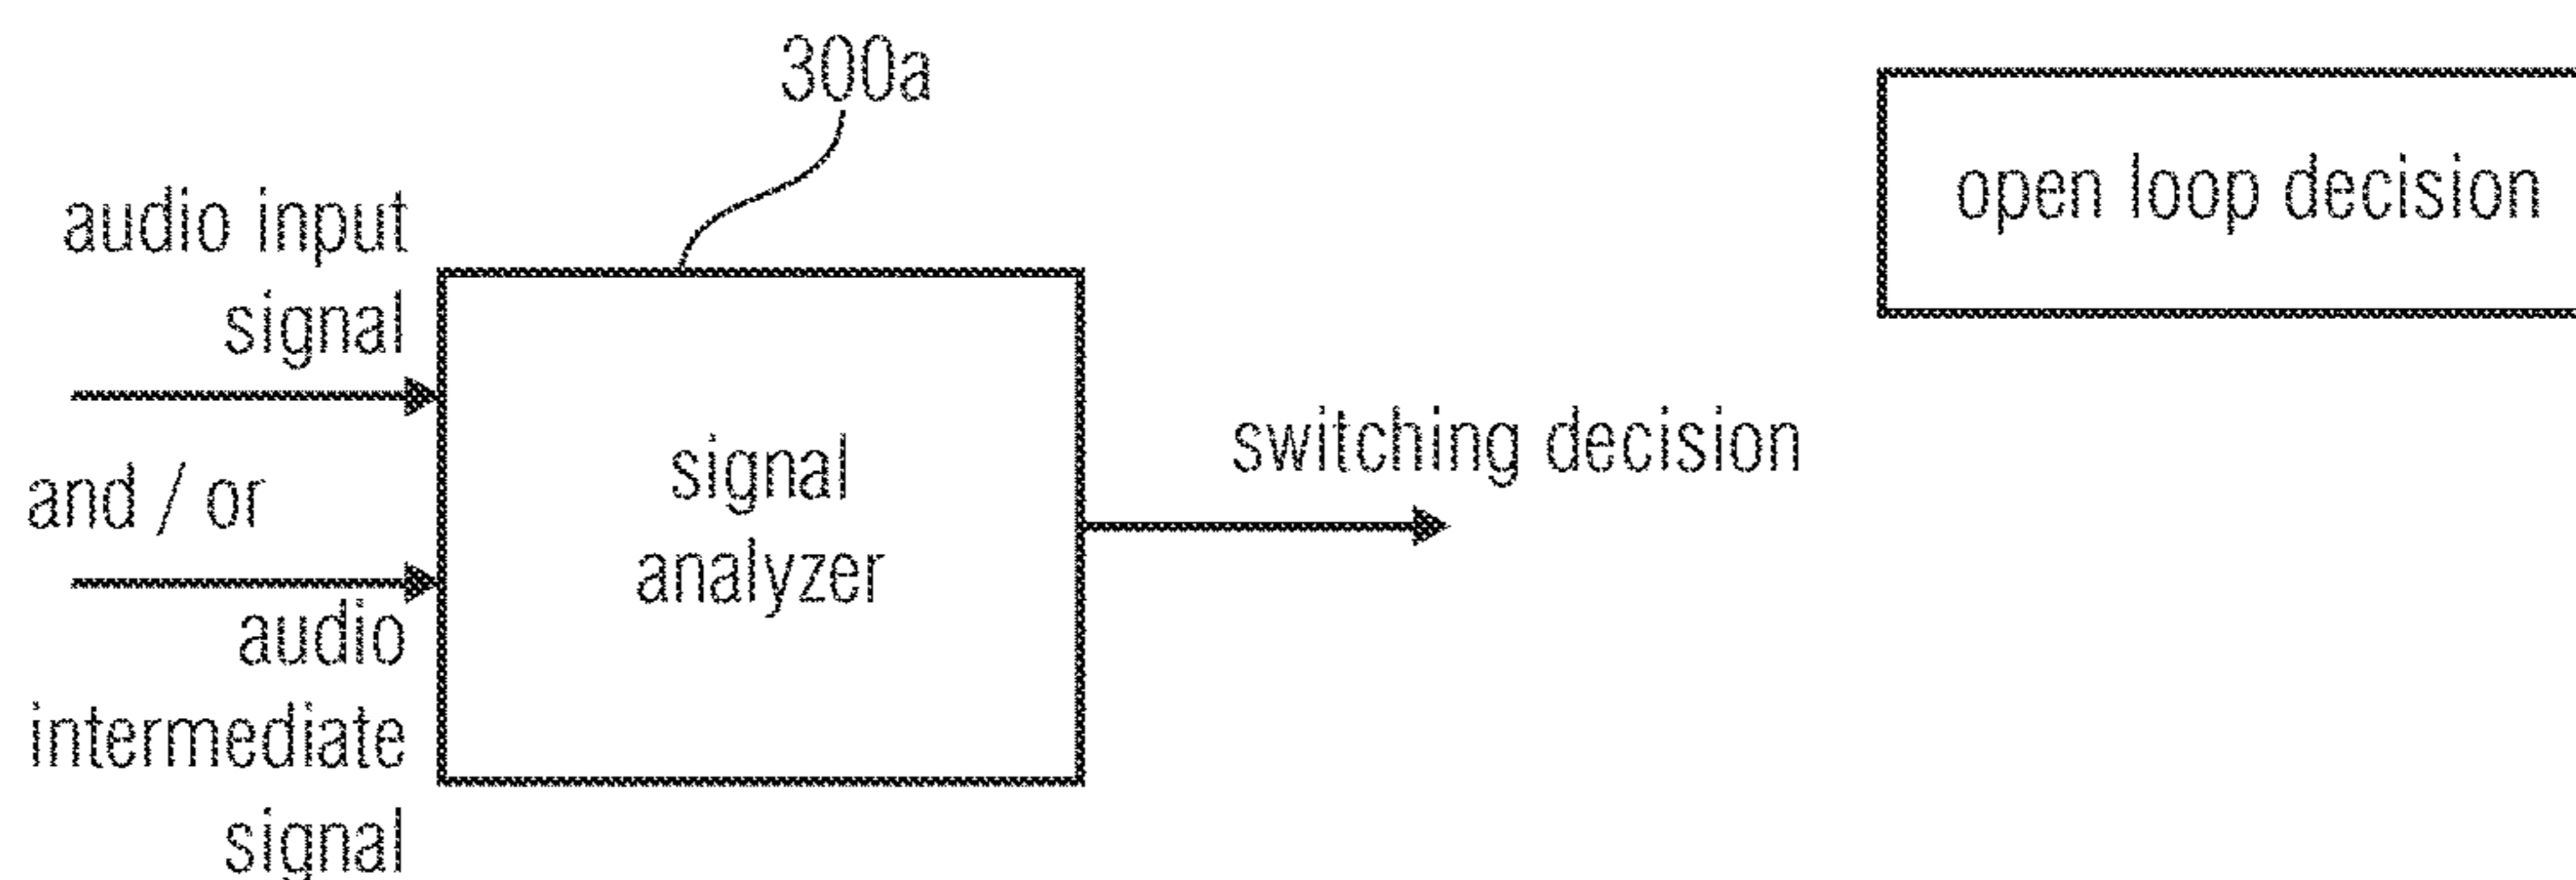 300a
open loop decision
audio input
signal
and / or
audio
intermediate
signal
signal
analyzer
switching decision